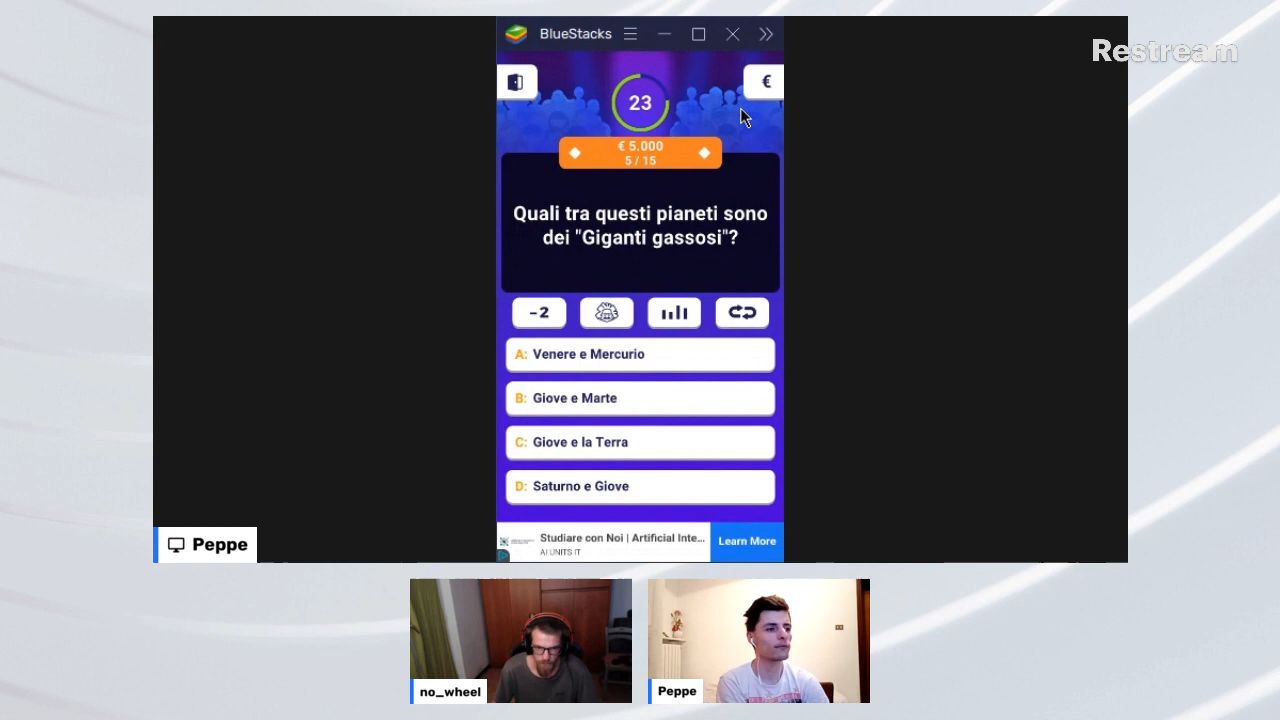 BlueStacks
Restream
€
23
€ 5.000
5 / 15
Quali tra questi pianeti sono
dei "Giganti gassosi"?
-2
A: Venere e Mercurio
B: Giove e Marte
C: Giove e la Terra
D: Saturno e Giove
Studiare con Noi | Artificial Inte...
AI.UNITS.IT
Learn More
Peppe
no_wheel
Peppe